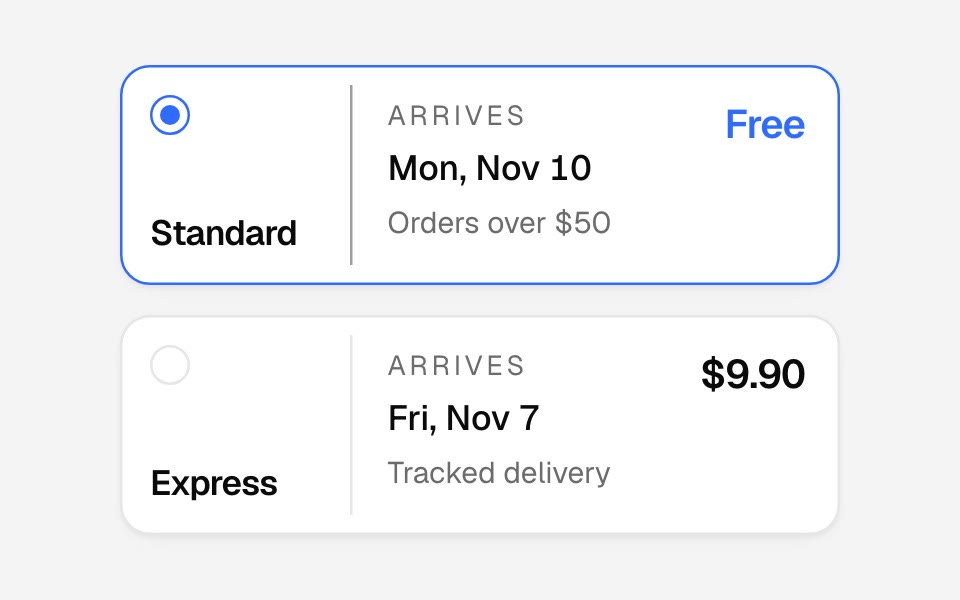 ARRIVES
Free
Mon, Nov 10
Orders over $50
Standard
ARRIVES
$9.90
Fri, Nov 7
Tracked delivery
Express